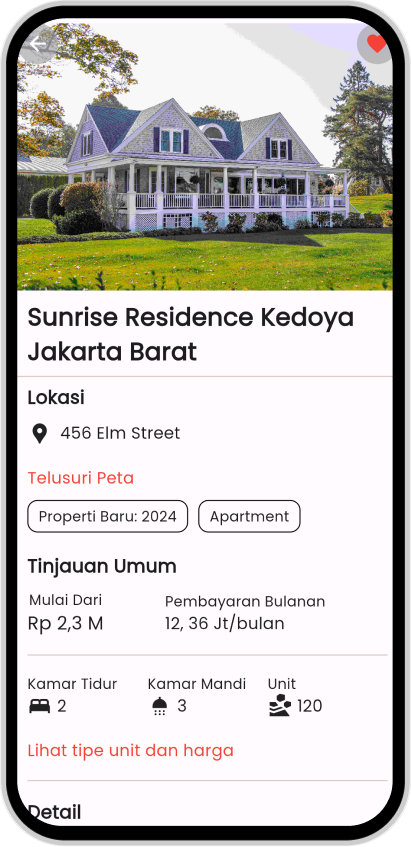 Sunrise Residence Kedoya
Jakarta Barat
Lokasi
456 Elm Street
Telusuri Peta
Properti Baru: 2024 Apartment
Tinjauan Umum
Mulai Dari Pembayaran Bulanan
Rp 2,3 M 12, 36 Jt/bulan
Kamar Tidur Kamar Mandi Unit
2 3 120
Lihat tipe unit dan harga
Detail